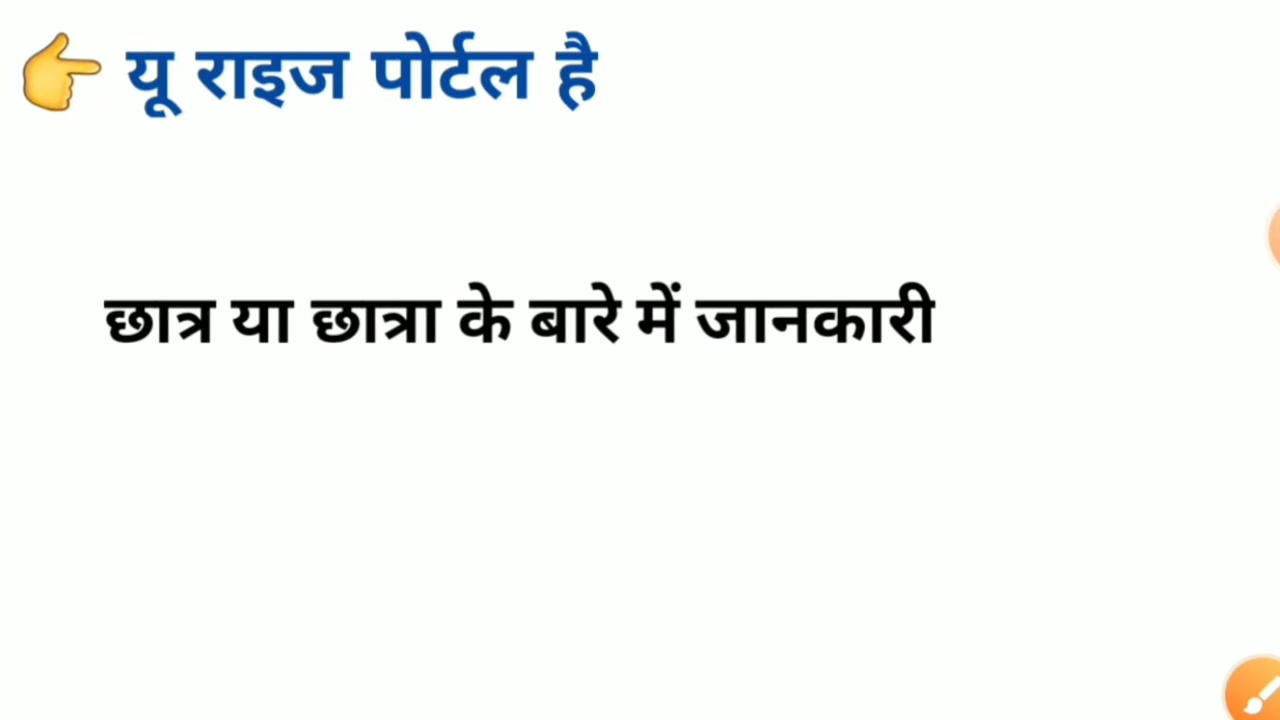 👉 यू राइज पोर्टल है
छात्र या छात्रा के बारे में जानकारी